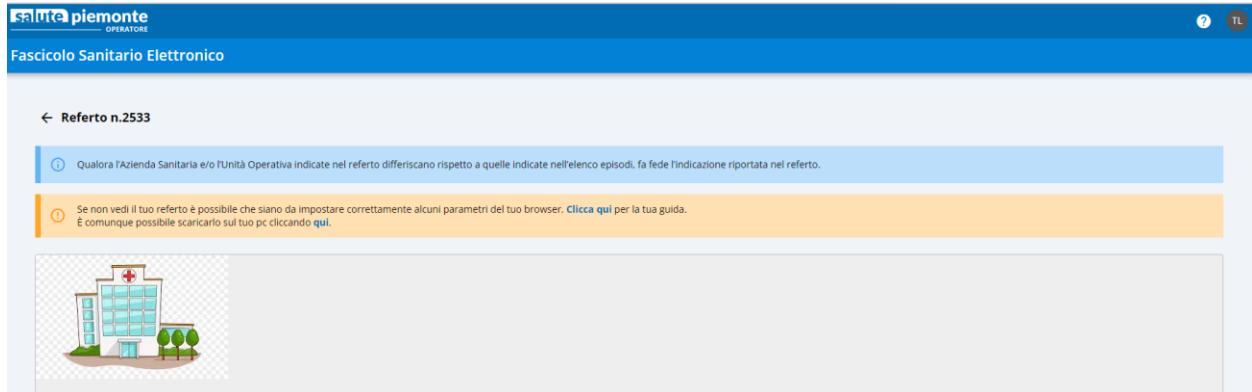 salute piemonte
OPERATORE
?
TL
Fascicolo Sanitario Elettronico
← Referto n.2533
Qualora l'Azienda Sanitaria e/o l'Unità Operativa indicate nel referto differiscano rispetto a quelle indicate nell'elenco episodi, fa fede l'indicazione riportata nel referto.
Se non vedi il tuo referto è possibile che siano da impostare correttamente alcuni parametri del tuo browser. Clicca qui per la tua guida.
È comunque possibile scaricarlo sul tuo pc cliccando qui.